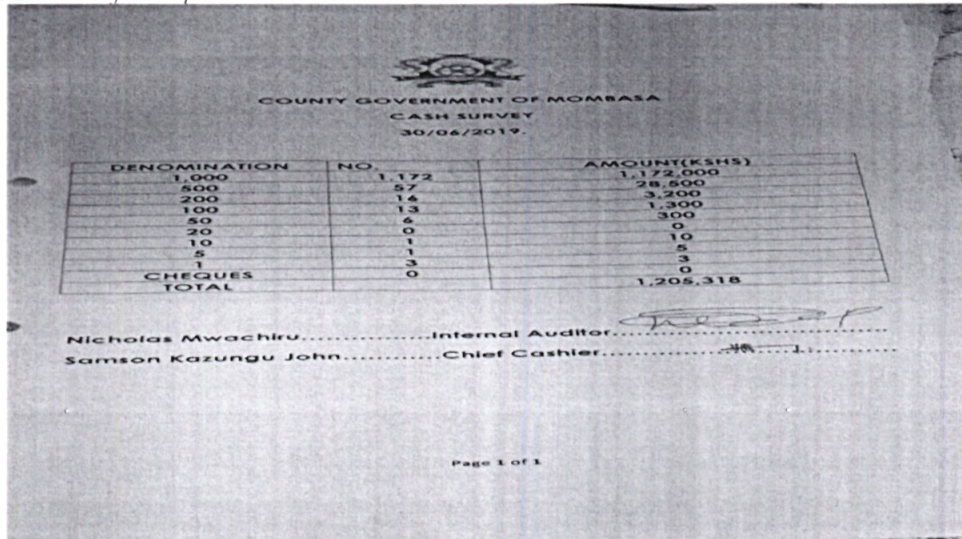 COUNTY GOVERNMENT OF MOMBASA
CASH SURVEY
30/06/2019.
DENOMINATION NO. AMOUNT(KSHS)
1,000 1,172 1,172,000
500 57 28,500
200 16 3,200
100 13 1,300
50 6 300
20 0 0
10 1 10
5 1 5
1 3 3
CHEQUES 0 0
TOTAL 1,205,318
Nicholas Mwachiru..............Internal Auditor..........................................
Samson Kazungu John...........Chief Cashier............................................
Page 1 of 1